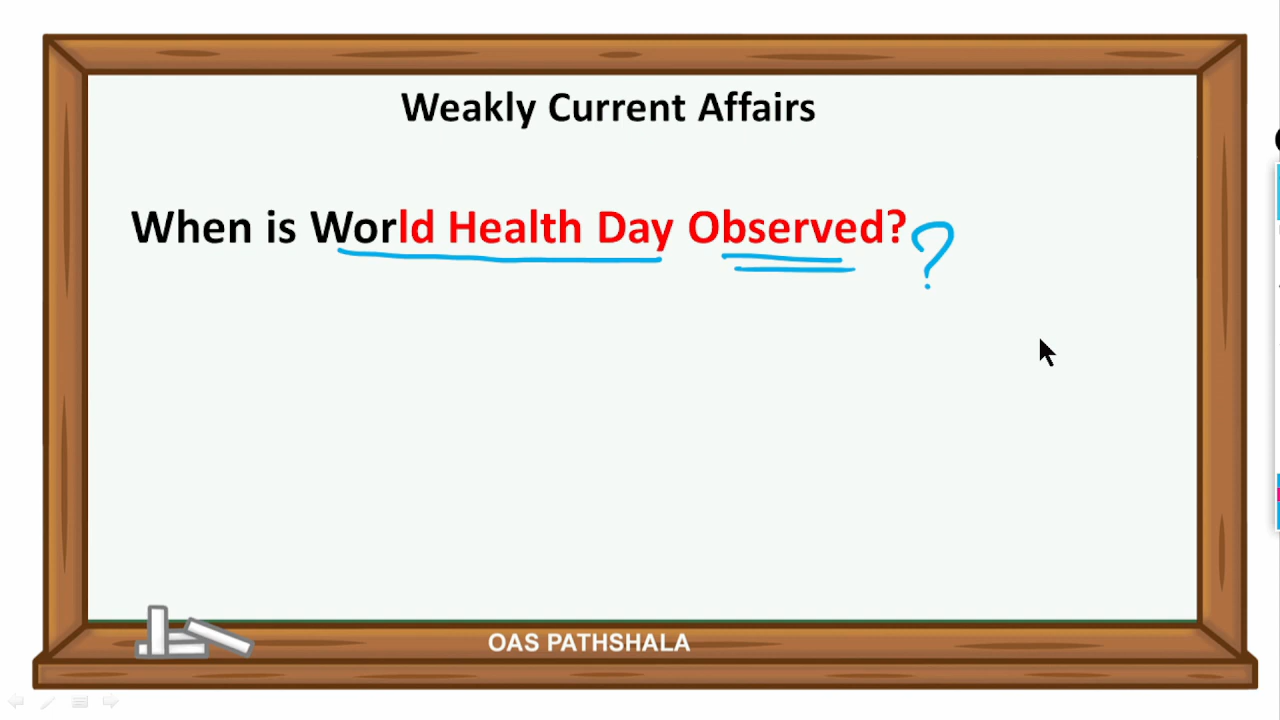 Weakly Current Affairs
When is World Health Day Observed? ?
OAS PATHSHALA